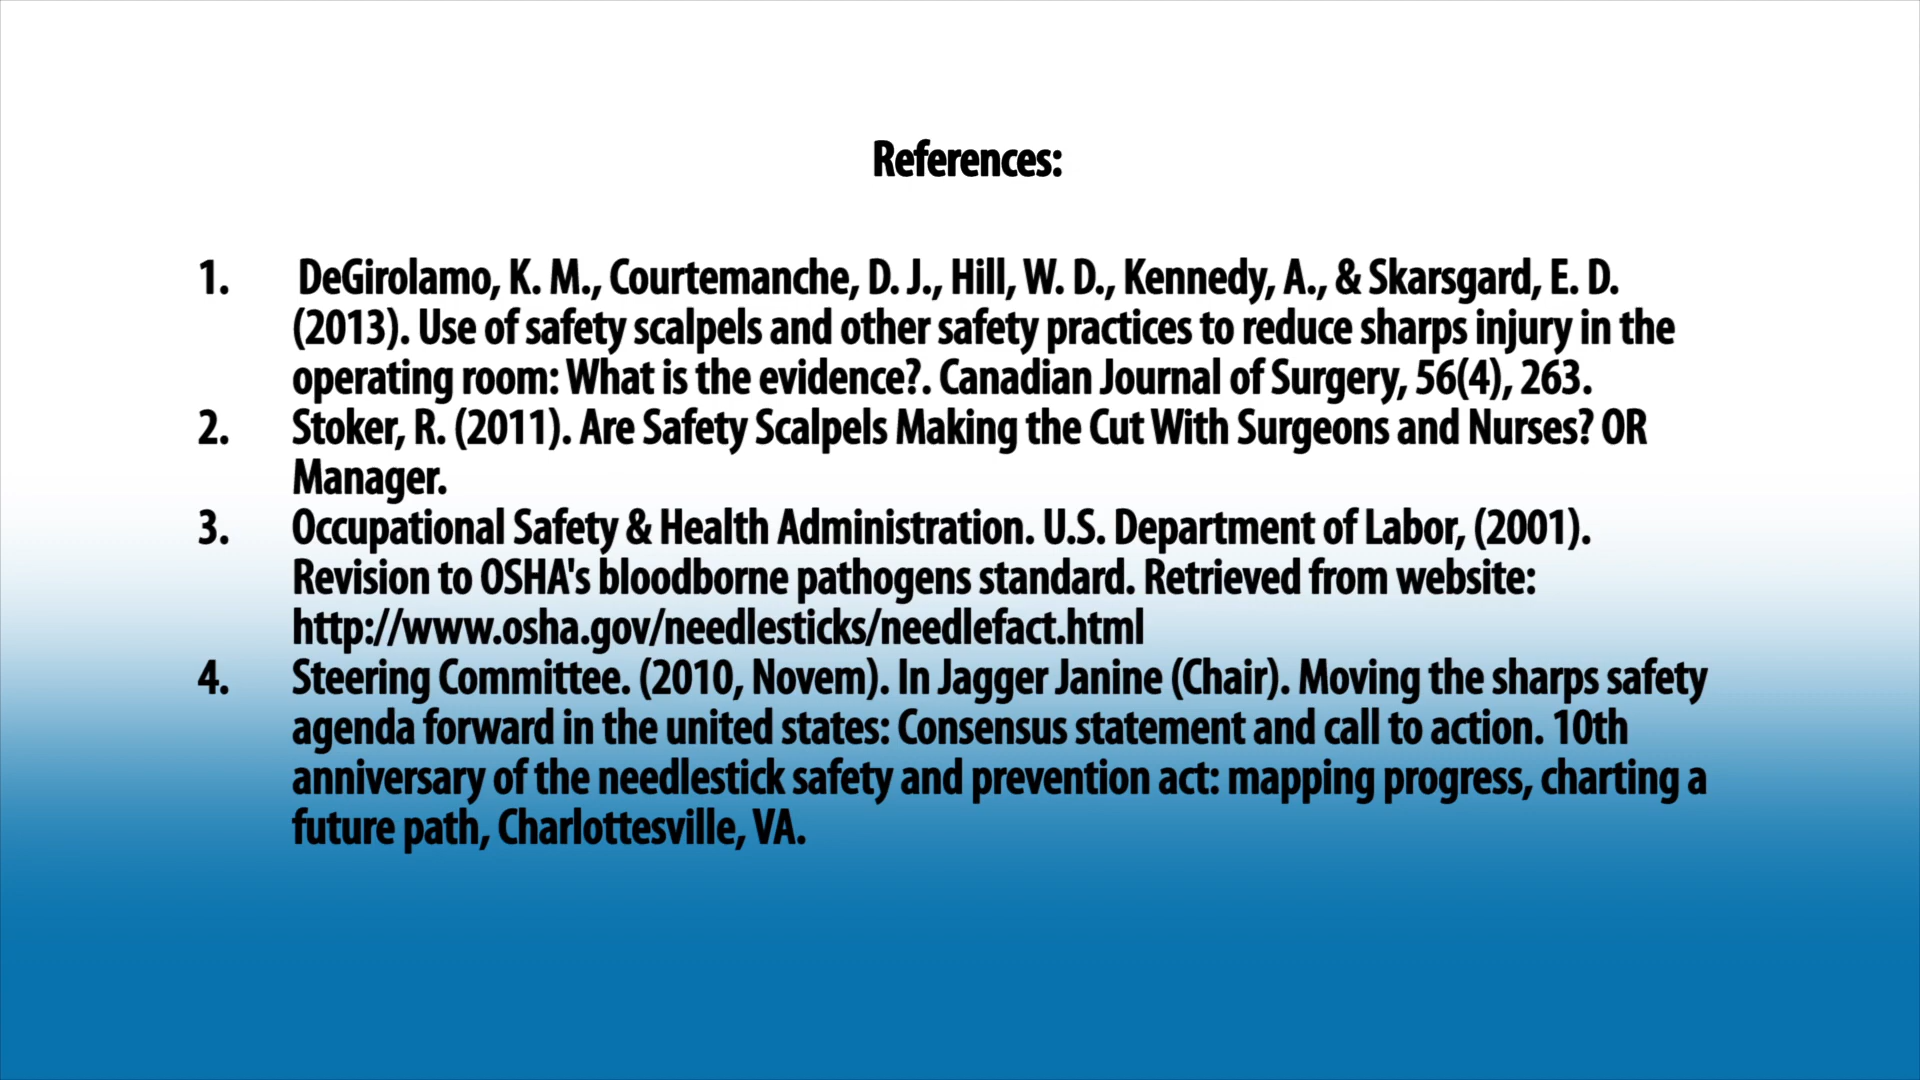 References:
1. DeGirolamo, K. M., Courtemanche, D. J., Hill, W. D., Kennedy, A., & Skarsgard, E. D.
(2013). Use of safety scalpels and other safety practices to reduce sharps injury in the
operating room: What is the evidence?. Canadian Journal of Surgery, 56(4), 263.
2. Stoker, R. (2011). Are Safety Scalpels Making the Cut With Surgeons and Nurses? OR
Manager.
3. Occupational Safety & Health Administration. U.S. Department of Labor, (2001).
Revision to OSHA's bloodborne pathogens standard. Retrieved from website:
http://www.osha.gov/needlesticks/needlefact.html
4. Steering Committee. (2010, Novem). In Jagger Janine (Chair). Moving the sharps safety
agenda forward in the united states: Consensus statement and call to action. 10th
anniversary of the needlestick safety and prevention act: mapping progress, charting a
future path, Charlottesville, VA.